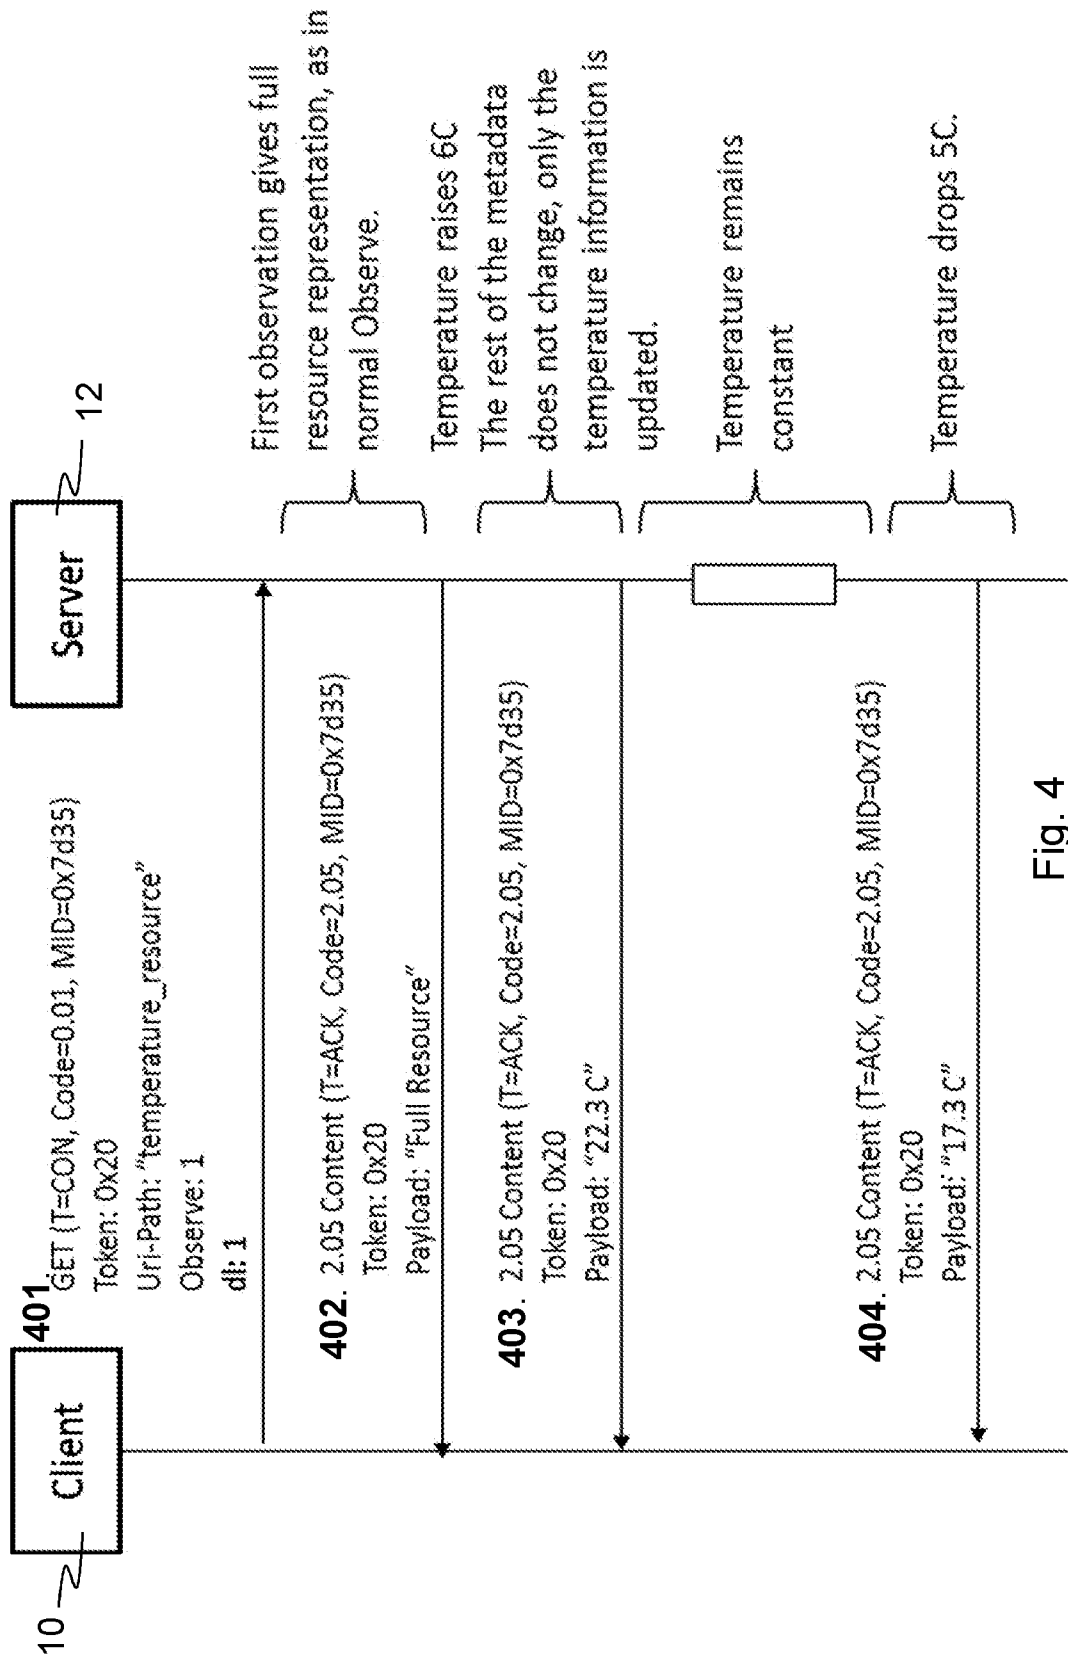 10
Client
Server
12
401.
GET (T=CON, Code=0.01, MID=0x7d35)
Token: 0x20
Uri-Path: "temperature_resource"
Observe: 1
dl: 1
First observation gives full
resource representation, as in
normal Observe.
402. 2.05 Content (T=ACK, Code=2.05, MID=0x7d35)
Token: 0x20
Payload: "Full Resource"
Temperature raises 6C
The rest of the metadata
does not change, only the
temperature information is
updated.
403. 2.05 Content (T=ACK, Code=2.05, MID=0x7d35)
Token: 0x20
Payload: "22.3 C"
Temperature remains
constant
404. 2.05 Content (T=ACK, Code=2.05, MID=0x7d35)
Token: 0x20
Payload: "17.3 C"
Temperature drops 5C.
Fig. 4